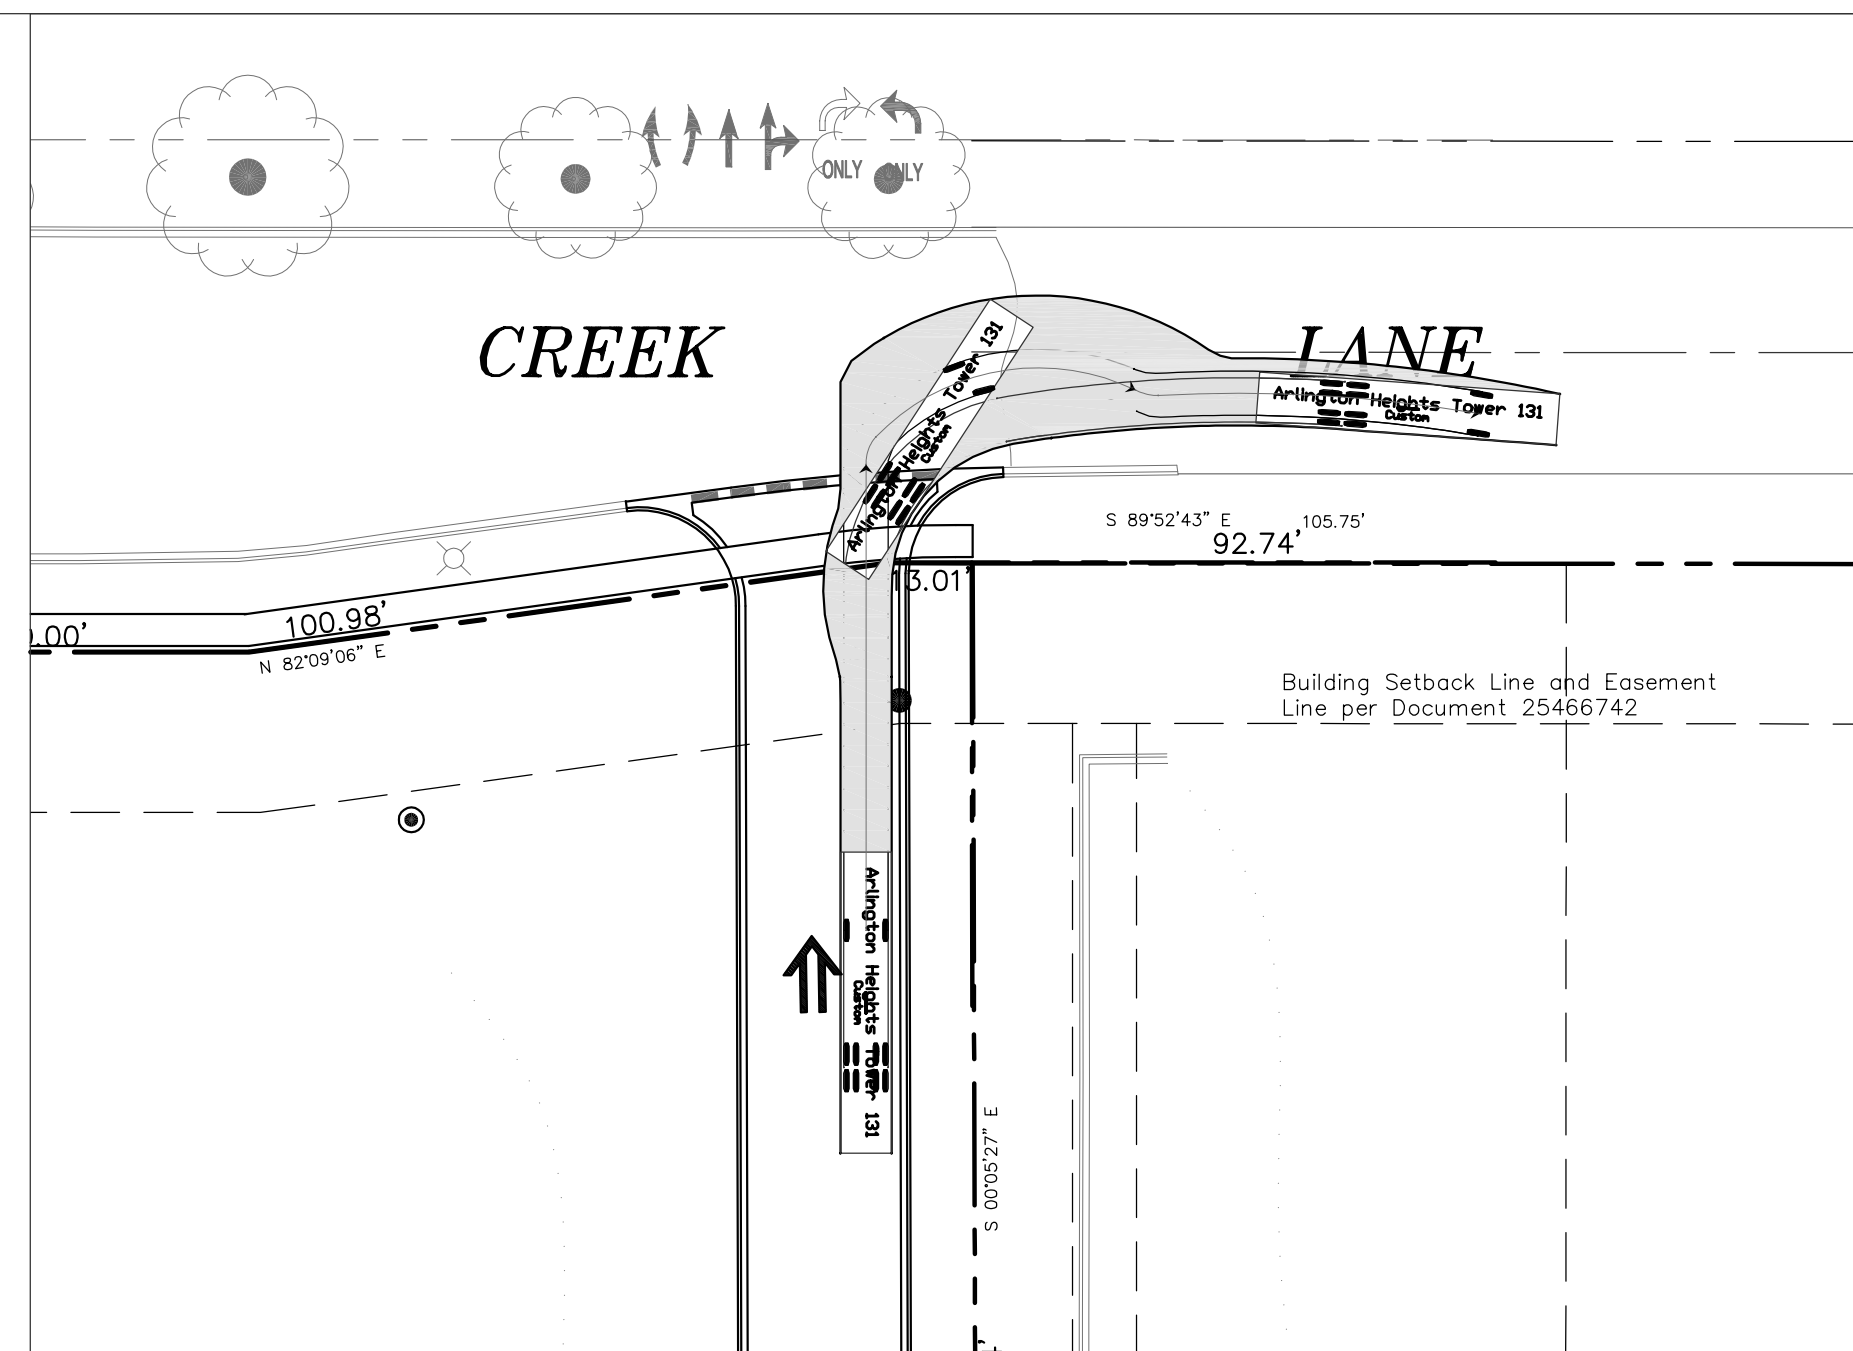 ONLY
ONLY
CREEK LANE
Arlington Heights Tower 131
Custom
Arlington Heights Tower 131
Custom
S 89°52'43" E
105.75'
92.74'
13.01'
100.98'
N 82°09'06" E
Building Setback Line and Easement
Line per Document 25466742
Arlington Heights Tower 131
Custom
S 00°05'27" E